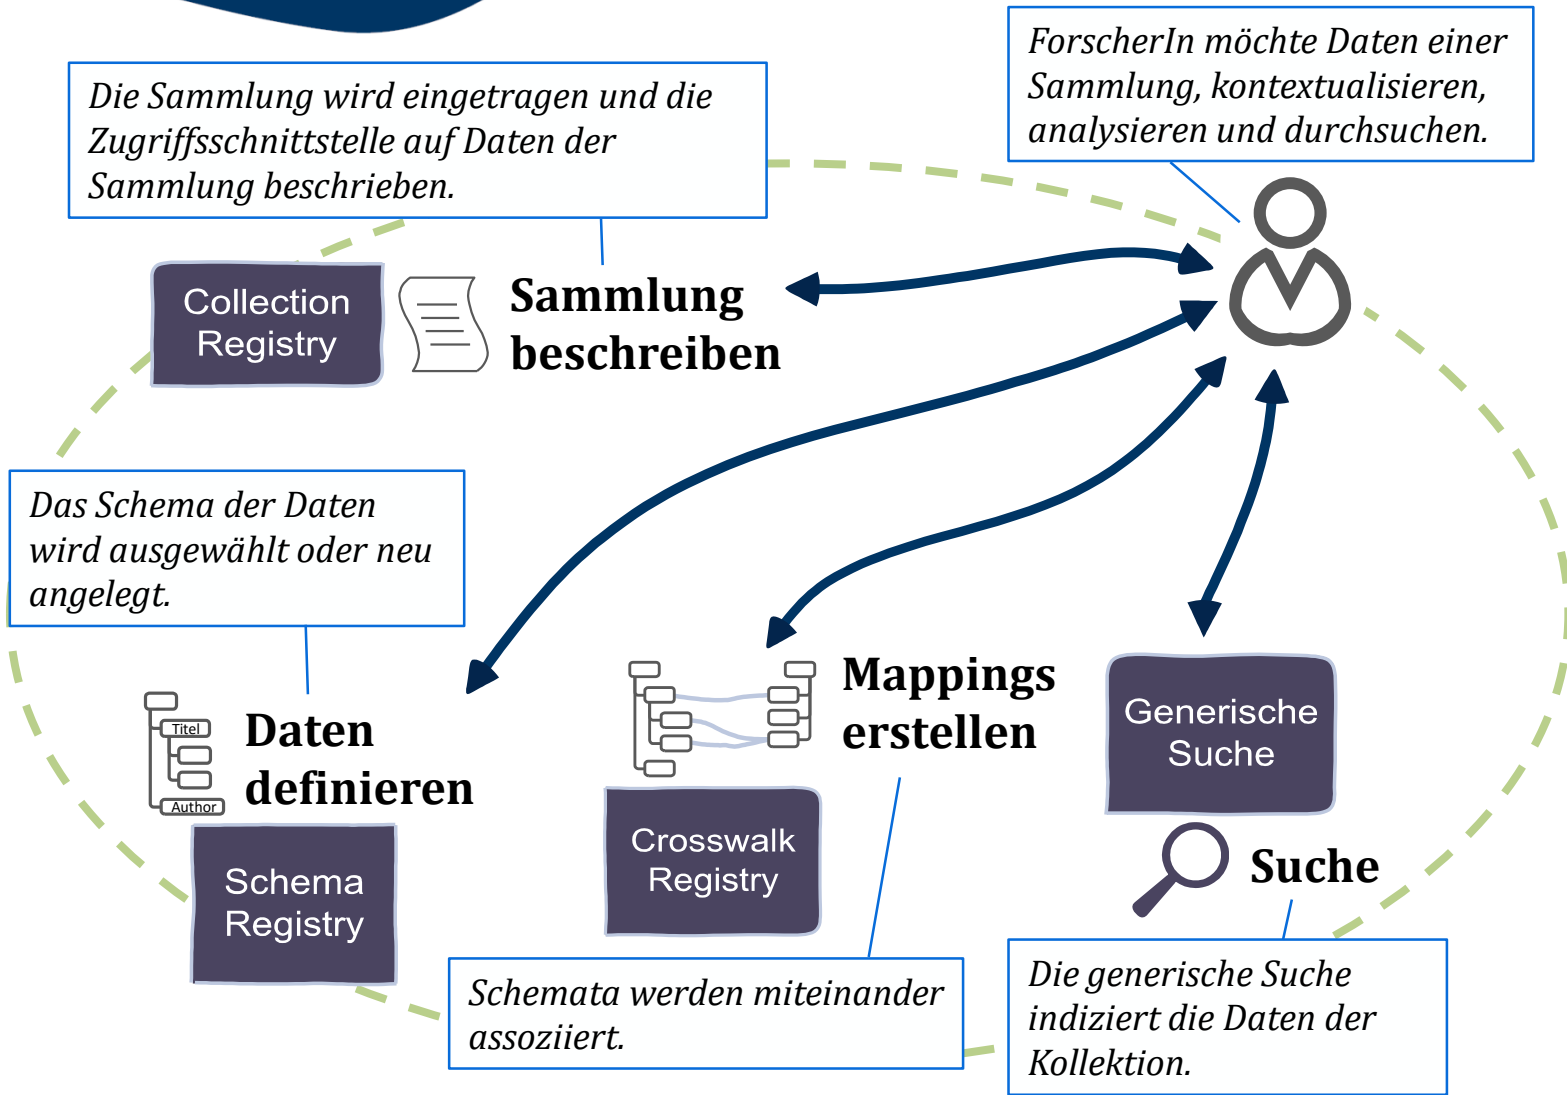 ForscherIn möchte Daten einer
Sammlung, kontextualisieren,
analysieren und durchsuchen.
Die Sammlung wird eingetragen und die
Zugriffsschnittstelle auf Daten der
Sammlung beschrieben.
Collection
Registry
Sammlung
beschreiben
Das Schema der Daten
wird ausgewählt oder neu
angelegt.
Titel
Author
Daten
definieren
Schema
Registry
Mappings
erstellen
Crosswalk
Registry
Schemata werden miteinander
assoziiert.
Generische
Suche
Suche
Die generische Suche
indiziert die Daten der
Kollektion.